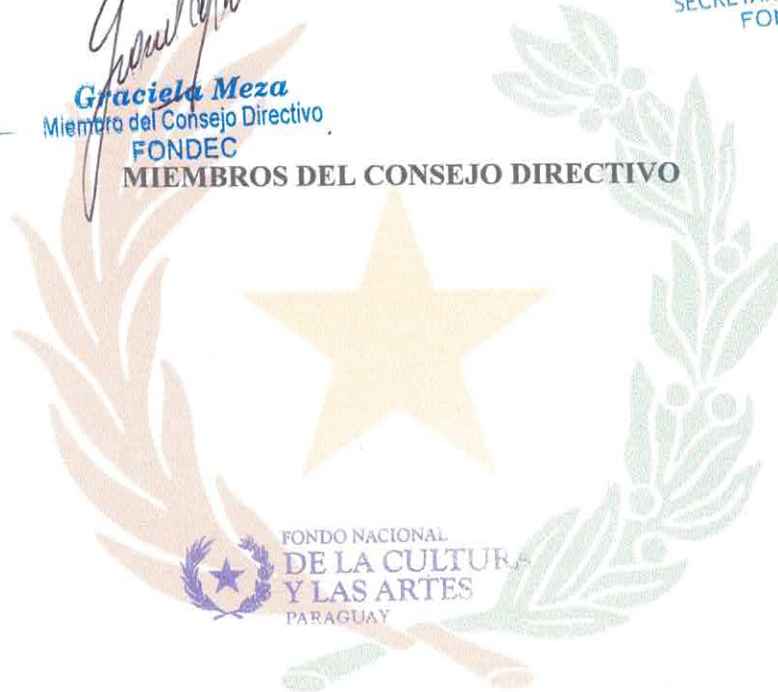 FON
Graciela Meza
Miembro del Consejo Directivo
FONDEC
MIEMBROS DEL CONSEJO DIRECTIVO
FONDO NACIONAL
DE LA CULTURA
Y LAS ARTES
PARAGUAY